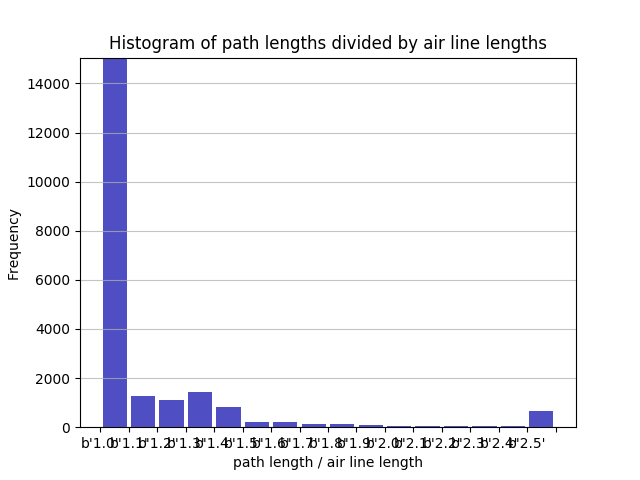 Histogram of path lengths divided by air line lengths
14000
12000
10000
8000
6000
4000
2000
0
Frequency
b'1.0' b'1.1' b'1.2' b'1.3' b'1.4' b'1.5' b'1.6' b'1.7' b'1.8' b'1.9' b'2.0' b'2.1' b'2.2' b'2.3' b'2.4' b'2.5'
path length / air line length